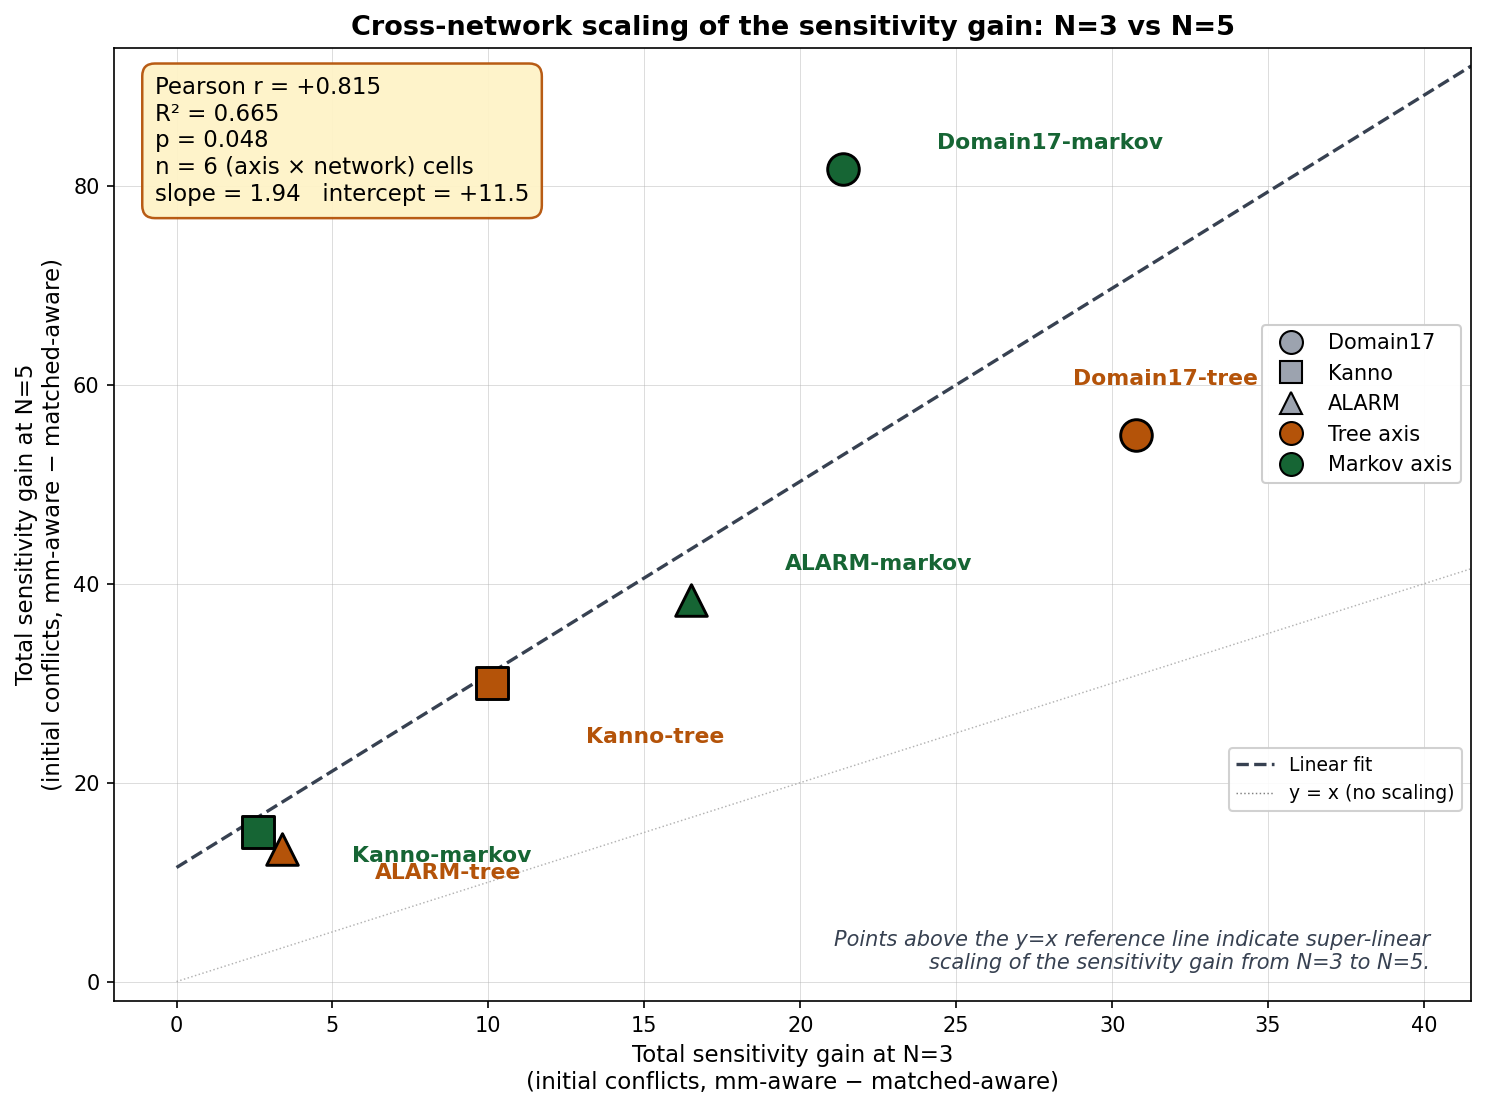 Cross-network scaling of the sensitivity gain: N=3 vs N=5
Pearson r = +0.815
R² = 0.665
p = 0.048
n = 6 (axis × network) cells
slope = 1.94   intercept = +11.5
Total sensitivity gain at N=5
(initial conflicts, mm-aware − matched-aware)
80
60
40
20
0
Domain17-markov
Domain17-tree
ALARM-markov
Kanno-tree
Kanno-markov
ALARM-tree
Domain17
Kanno
ALARM
Tree axis
Markov axis
Linear fit
y = x (no scaling)
Points above the y=x reference line indicate super-linear
scaling of the sensitivity gain from N=3 to N=5.
0 5 10 15 20 25 30 35 40
Total sensitivity gain at N=3
(initial conflicts, mm-aware − matched-aware)